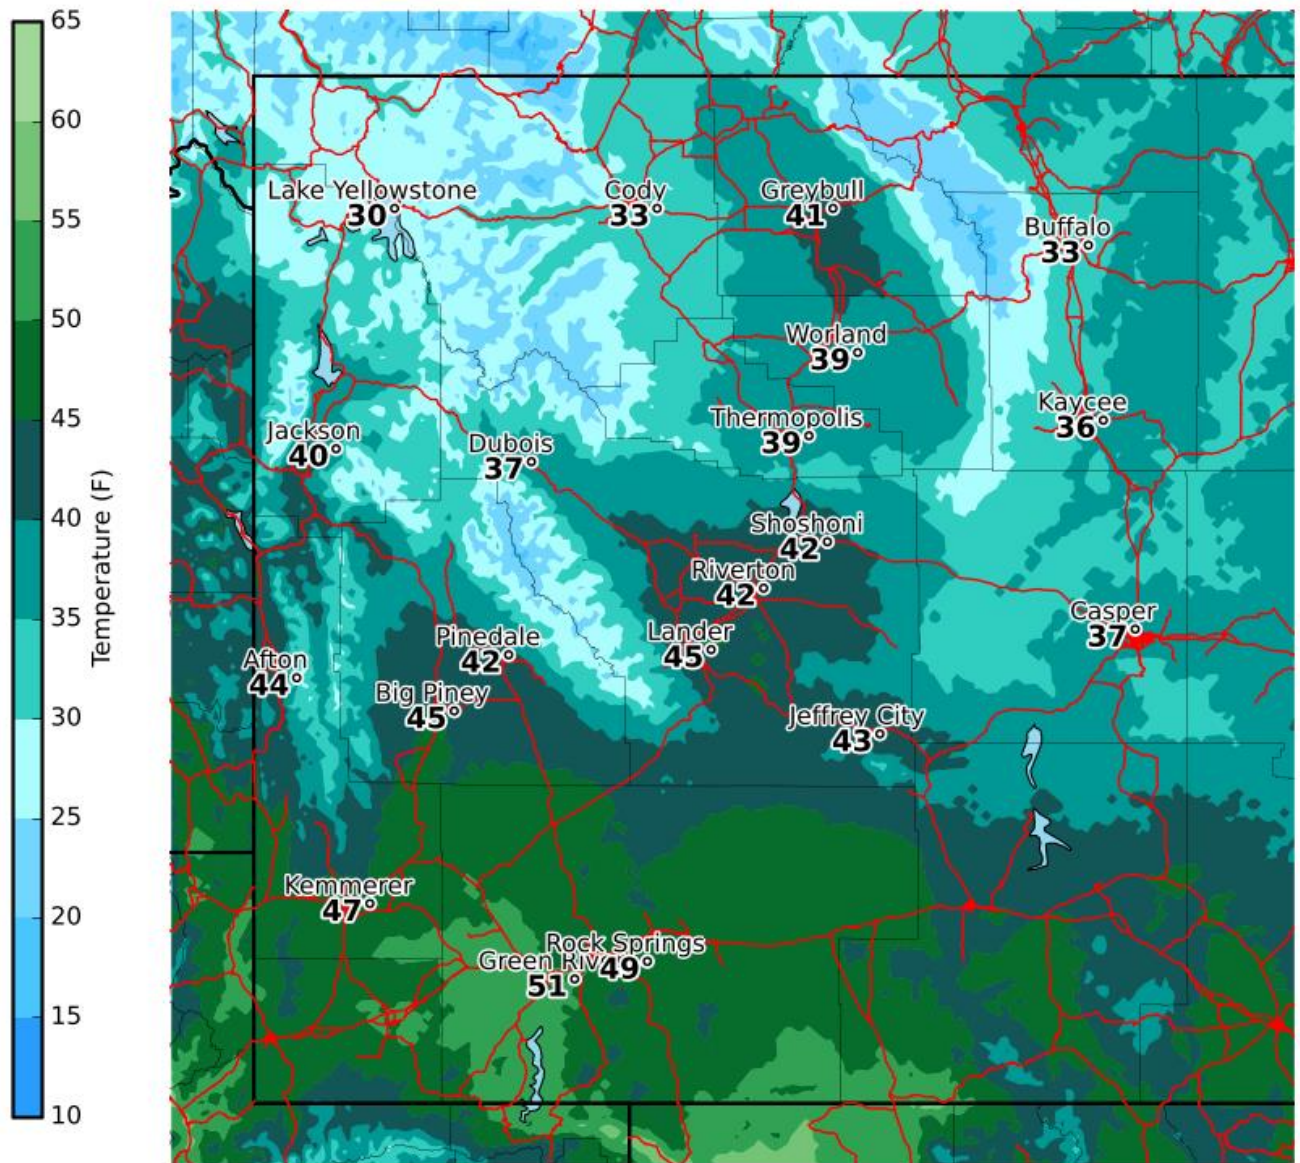 65
60
55
50
45
40
35
30
25
20
15
10
Temperature (F)
Lake Yellowstone
30°
Cody
33°
Greybull
41°
Buffalo
33°
Worland
39°
Kaycee
36°
Thermopolis
39°
Jackson
40°
Dubois
37°
Shoshoni
42°
Riverton
42°
Casper
37°
Lander
45°
Pinedale
42°
Afton
44°
Big Piney
45°
Jeffrey City
43°
Kemmerer
47°
Rock Springs
49°
Green River
51°